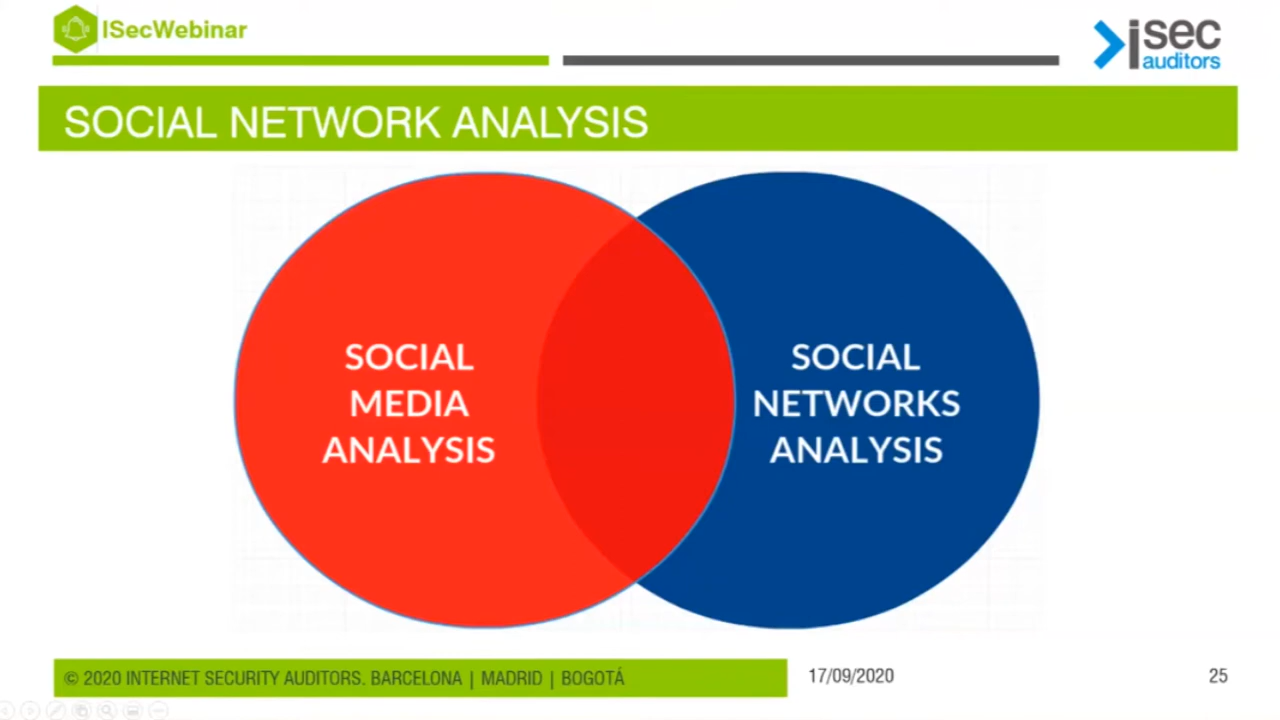 ISecWebinar
isec
auditors
SOCIAL NETWORK ANALYSIS
SOCIAL
MEDIA
ANALYSIS
SOCIAL
NETWORKS
ANALYSIS
© 2020 INTERNET SECURITY AUDITORS. BARCELONA | MADRID | BOGOTÁ
17/09/2020
25